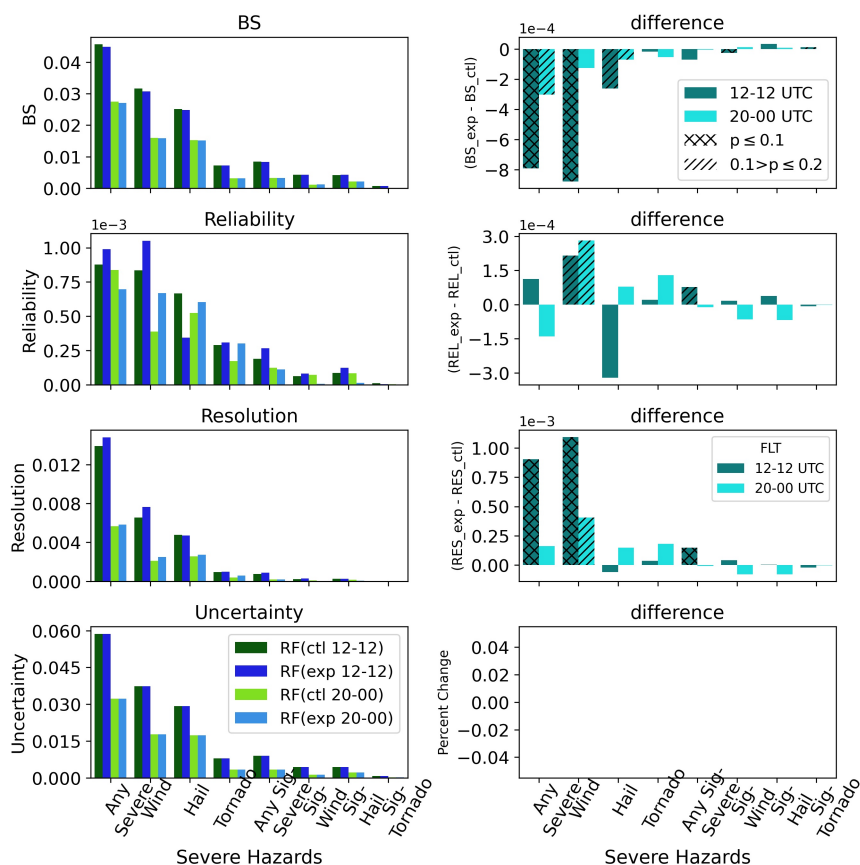 BS
BS
0.04
0.03
0.02
0.01
0.00
difference
1e−4
(BS_exp - BS_ctl)
0
−2
−4
−6
−8
12-12 UTC
20-00 UTC
p ≤ 0.1
0.1>p ≤ 0.2
Reliability
1e−3
Reliability
1.00
0.75
0.50
0.25
0.00
difference
1e−4
(REL_exp - REL_ctl)
3.0
1.5
0.0
−1.5
−3.0
Resolution
Resolution
0.012
0.008
0.004
0.000
difference
1e−3
(RES_exp - RES_ctl)
1.00
0.75
0.50
0.25
0.00
FLT
12-12 UTC
20-00 UTC
Uncertainty
Uncertainty
0.060
0.045
0.030
0.015
0.000
RF(ctl 12-12)
RF(exp 12-12)
RF(ctl 20-00)
RF(exp 20-00)
Any
Severe
Wind
Hail
Tornado
Any Sig-
Severe
Sig-
Wind
Sig-
Hail
Sig-
Tornado
Severe Hazards
difference
Percent Change
0.04
0.02
0.00
−0.02
−0.04
Any
Severe
Wind
Hail
Tornado
Any Sig-
Severe
Sig-
Wind
Sig-
Hail
Sig-
Tornado
Severe Hazards